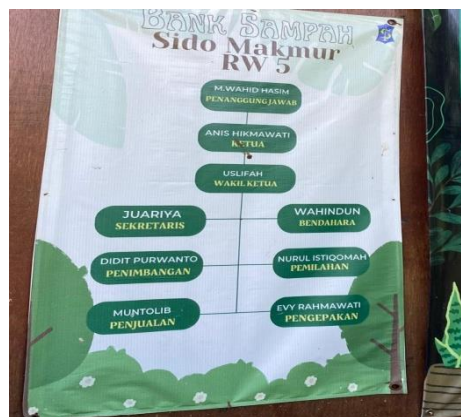 BANK SAMPAH
Sido Makmur
RW 5
M.WAHID HASIM
PENANGGUNG JAWAB
ANIS HIKMAWATI
KETUA
USLIFAH
WAKIL KETUA
JUARIYA
SEKRETARIS
WAHINDUN
BENDAHARA
DIDIT PURWANTO
PENIMBANGAN
NURUL ISTIQOMAH
PEMILAHAN
MUNTOLIB
PENJUALAN
EVY RAHMAWATI
PENGEPAKAN